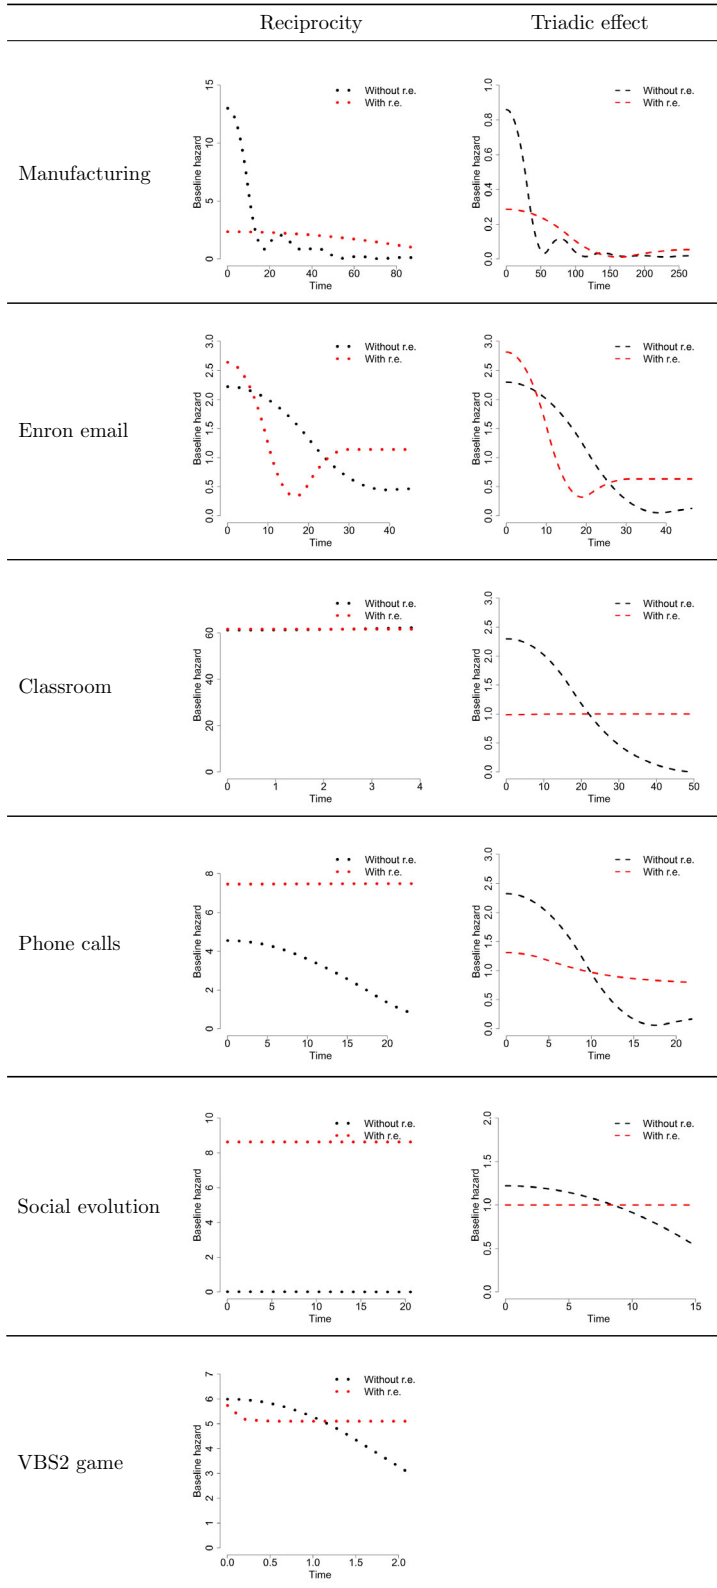 Reciprocity Triadic effect
Manufacturing
Baseline hazard
15
10
5
0
0 20 40 60 80
Time
Without r.e.
With r.e.
Baseline hazard
1.0
0.8
0.6
0.4
0.2
0.0
0 50 100 150 200 250
Time
Without r.e.
With r.e.
Enron email
Baseline hazard
3.0
2.5
2.0
1.5
1.0
0.5
0.0
0 10 20 30 40
Time
Without r.e.
With r.e.
Baseline hazard
3.0
2.5
2.0
1.5
1.0
0.5
0.0
0 10 20 30 40
Time
Without r.e.
With r.e.
Classroom
Baseline hazard
60
40
20
0
0 1 2 3 4
Time
Without r.e.
With r.e.
Baseline hazard
3.0
2.5
2.0
1.5
1.0
0.5
0.0
0 10 20 30 40 50
Time
Without r.e.
With r.e.
Phone calls
Baseline hazard
8
6
4
2
0
0 5 10 15 20
Time
Without r.e.
With r.e.
Baseline hazard
3.0
2.5
2.0
1.5
1.0
0.5
0.0
0 5 10 15 20
Time
Without r.e.
With r.e.
Social evolution
Baseline hazard
10
8
6
4
2
0
0 5 10 15 20
Time
Without r.e.
With r.e.
Baseline hazard
2.0
1.5
1.0
0.5
0.0
0 5 10 15
Time
Without r.e.
With r.e.
VBS2 game
Baseline hazard
7
6
5
4
3
2
1
0
0.0 0.5 1.0 1.5 2.0
Time
Without r.e.
With r.e.